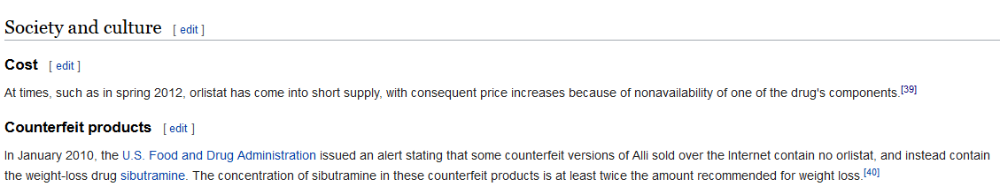 Society and culture [ edit ]
Cost [ edit ]
At times, such as in spring 2012, orlistat has come into short supply, with consequent price increases because of nonavailability of one of the drug's components.[39]
Counterfeit products [ edit ]
In January 2010, the U.S. Food and Drug Administration issued an alert stating that some counterfeit versions of Alli sold over the Internet contain no orlistat, and instead contain
the weight-loss drug sibutramine. The concentration of sibutramine in these counterfeit products is at least twice the amount recommended for weight loss.[40]